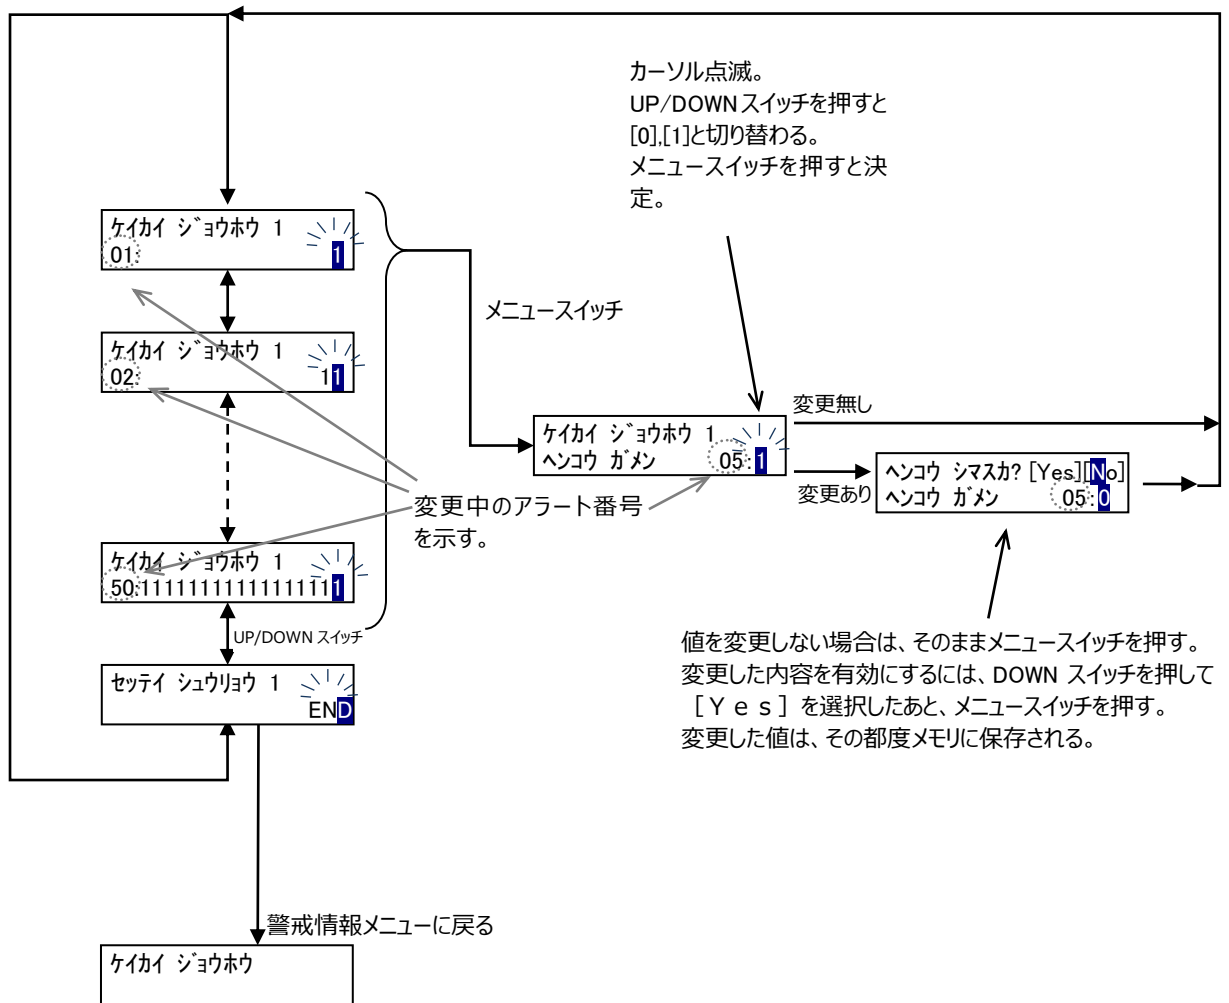 カーソル点滅。
UP/DOWN スイッチを押すと
[0],[1]と切り替わる。
メニュースイッチを押すと決
定。
ｹｲｶｲ ｼﾞｮｳﾎｳ 1
01: 1
メニュースイッチ
ｹｲｶｲ ｼﾞｮｳﾎｳ 1
02: 11
変更無し
ｹｲｶｲ ｼﾞｮｳﾎｳ 1
ﾍﾝｺｳ ｶﾞﾒﾝ 05:1
変更あり
ﾍﾝｺｳ ｼﾏｽｶ? [Yes][No]
ﾍﾝｺｳ ｶﾞﾒﾝ 05:0
変更中のアラート番号
を示す。
ｹｲｶｲ ｼﾞｮｳﾎｳ 1
50:1111111111111111
UP/DOWN スイッチ
値を変更しない場合は、そのままメニュースイッチを押す。
変更した内容を有効にするには、DOWN スイッチを押して
［Ｙｅｓ］を選択したあと、メニュースイッチを押す。
変更した値は、その都度メモリに保存される。
ｾｯﾃｲ ｼｭｳﾘｮｳ 1
END
警戒情報メニューに戻る
ｹｲｶｲ ｼﾞｮｳﾎｳ